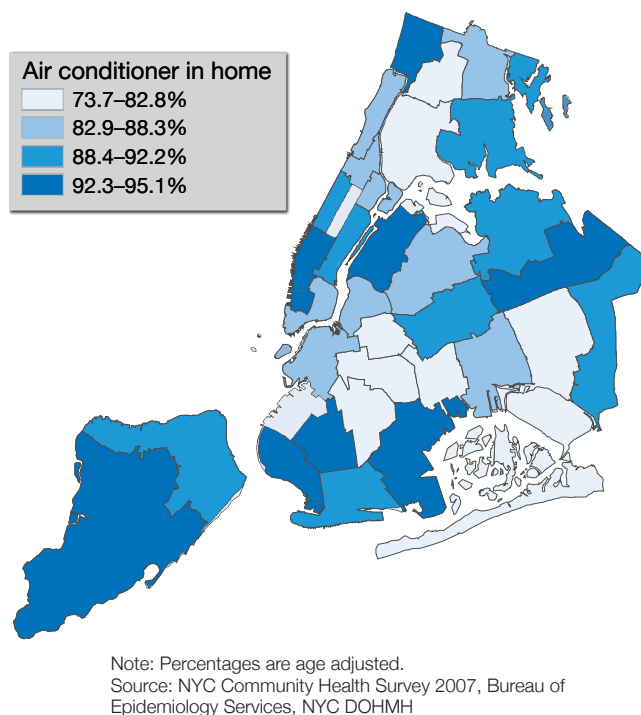 Air conditioner in home
73.7–82.8%
82.9–88.3%
88.4–92.2%
92.3–95.1%
Note: Percentages are age adjusted.
Source: NYC Community Health Survey 2007, Bureau of
Epidemiology Services, NYC DOHMH